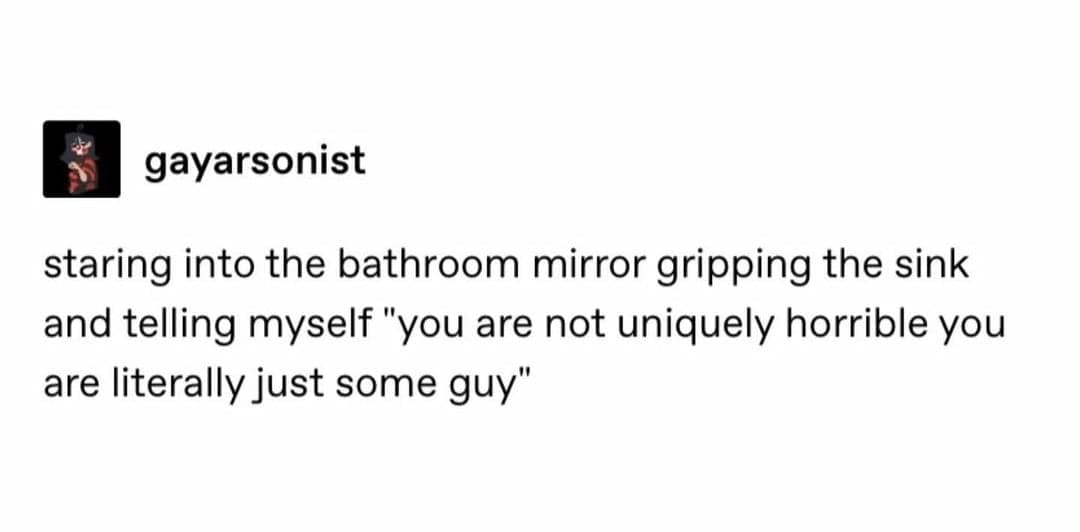 gayarsonist
staring into the bathroom mirror gripping the sink
and telling myself "you are not uniquely horrible you
are literally just some guy"